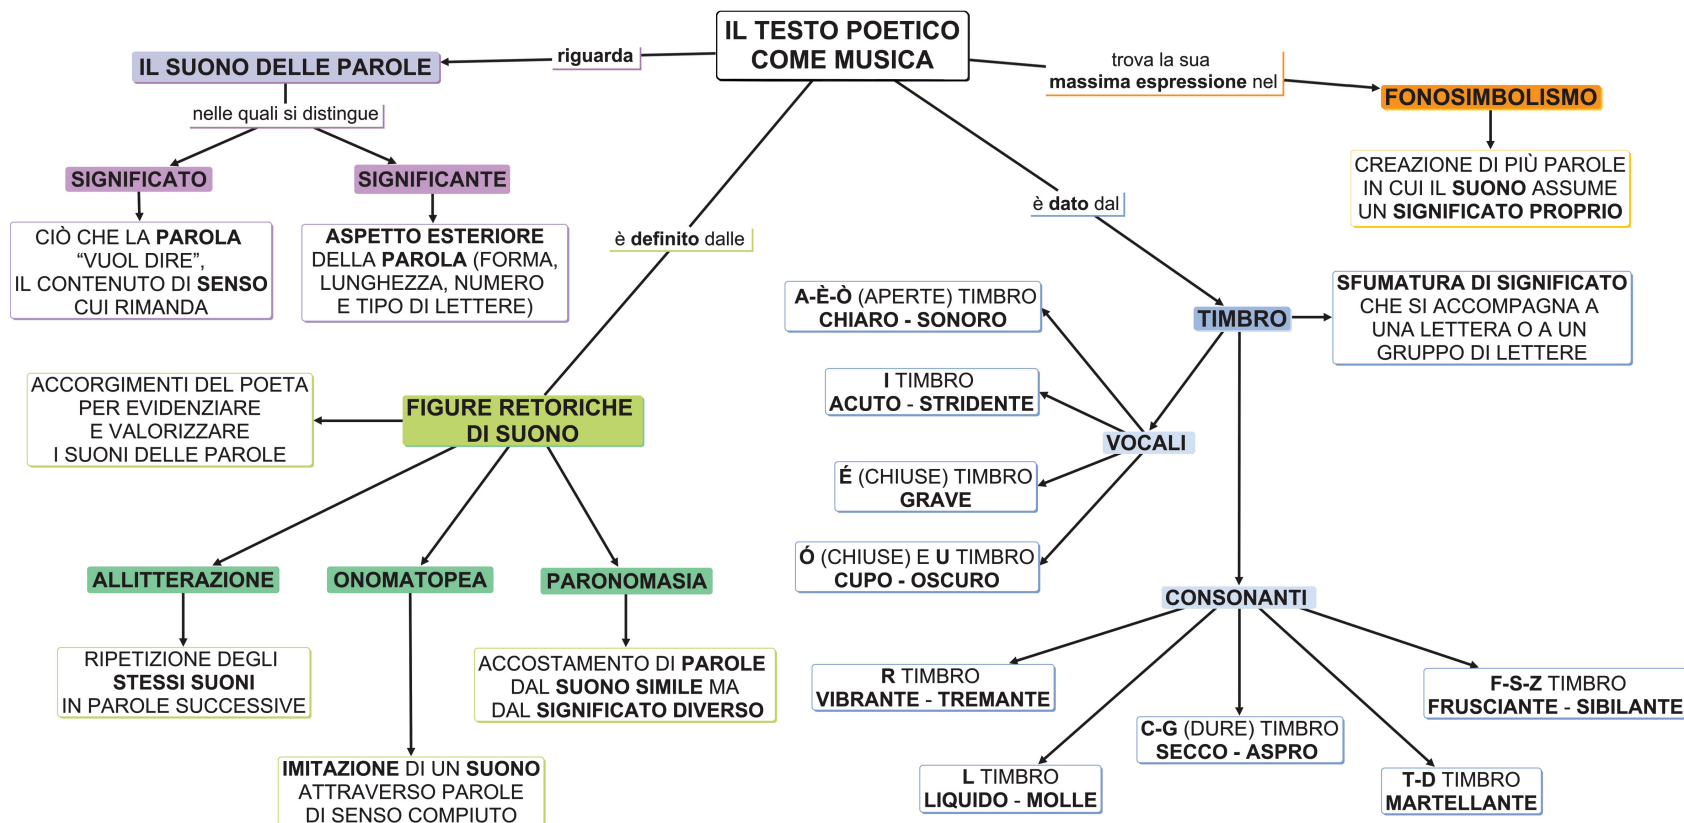 IL TESTO POETICO
COME MUSICA
riguarda
IL SUONO DELLE PAROLE
nelle quali si distingue
SIGNIFICATO
CIÒ CHE LA PAROLA
“VUOL DIRE”,
IL CONTENUTO DI SENSO
CUI RIMANDA
SIGNIFICANTE
ASPETTO ESTERIORE
DELLA PAROLA (FORMA,
LUNGHEZZA, NUMERO
E TIPO DI LETTERE)
è definito dalle
FIGURE RETORICHE
DI SUONO
ACCORGIMENTI DEL POETA
PER EVIDENZIARE
E VALORIZZARE
I SUONI DELLE PAROLE
ALLITTERAZIONE
RIPETIZIONE DEGLI
STESSI SUONI
IN PAROLE SUCCESSIVE
ONOMATOPEA
IMITAZIONE DI UN SUONO
ATTRAVERSO PAROLE
DI SENSO COMPIUTO
PARONOMASIA
ACCOSTAMENTO DI PAROLE
DAL SUONO SIMILE MA
DAL SIGNIFICATO DIVERSO
è dato dal
TIMBRO
SFUMATURA DI SIGNIFICATO
CHE SI ACCOMPAGNA A
UNA LETTERA O A UN
GRUPPO DI LETTERE
VOCALI
A-È-Ò (APERTE) TIMBRO
CHIARO - SONORO
I TIMBRO
ACUTO - STRIDENTE
É (CHIUSE) TIMBRO
GRAVE
Ó (CHIUSE) E U TIMBRO
CUPO - OSCURO
CONSONANTI
R TIMBRO
VIBRANTE - TREMANTE
L TIMBRO
LIQUIDO - MOLLE
C-G (DURE) TIMBRO
SECCO - ASPRO
T-D TIMBRO
MARTELLANTE
F-S-Z TIMBRO
FRUSCIANTE - SIBILANTE
trova la sua
massima espressione nel
FONOSIMBOLISMO
CREAZIONE DI PIÙ PAROLE
IN CUI IL SUONO ASSUME
UN SIGNIFICATO PROPRIO